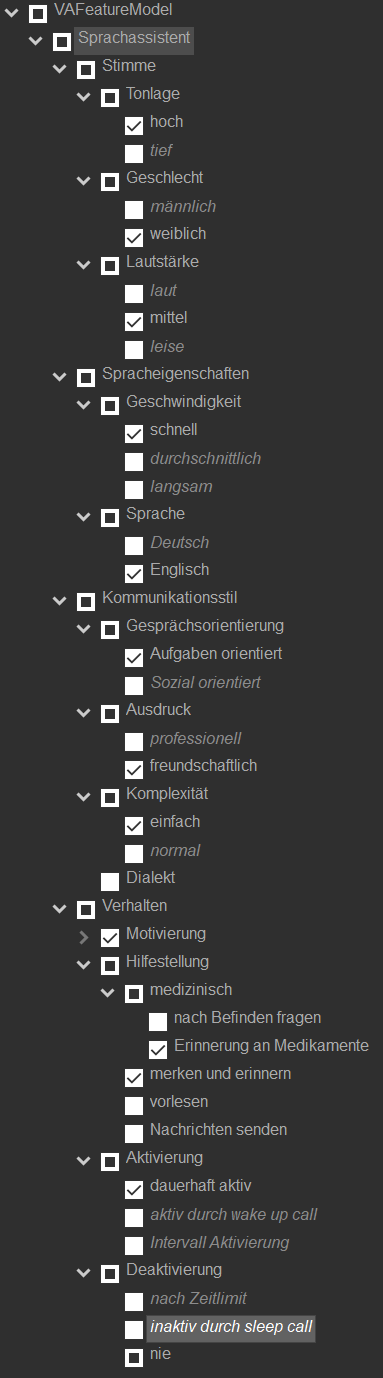 VAFeatureModel
Sprachassistent
Stimme
Tonlage
hoch
tief
Geschlecht
männlich
weiblich
Lautstärke
laut
mittel
leise
Spracheigenschaften
Geschwindigkeit
schnell
durchschnittlich
langsam
Sprache
Deutsch
Englisch
Kommunikationsstil
Gesprächsorientierung
Aufgaben orientiert
Sozial orientiert
Ausdruck
professionell
freundschaftlich
Komplexität
einfach
normal
Dialekt
Verhalten
Motivierung
Hilfestellung
medizinisch
nach Befinden fragen
Erinnerung an Medikamente
merken und erinnern
vorlesen
Nachrichten senden
Aktivierung
dauerhaft aktiv
aktiv durch wake up call
Intervall Aktivierung
Deaktivierung
nach Zeitlimit
inaktiv durch sleep call
nie